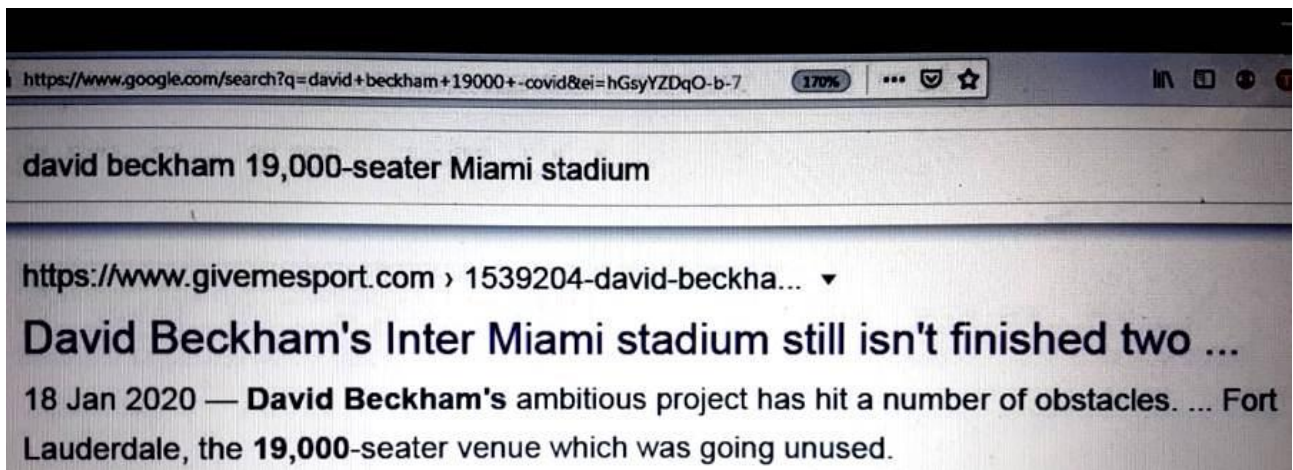 https://www.google.com/search?q=david+beckham+19000+-covid&ei=hGsyYZDqO-b-7
170%
david beckham 19,000-seater Miami stadium
https://www.givemesport.com › 1539204-david-beckha...
David Beckham's Inter Miami stadium still isn't finished two ...
18 Jan 2020 — David Beckham's ambitious project has hit a number of obstacles. ... Fort
Lauderdale, the 19,000-seater venue which was going unused.